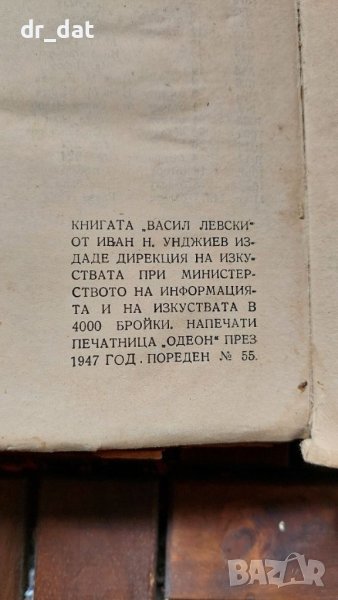 dr_dat
КНИГАТА „ВАСИЛ ЛЕВСКИ“
ОТ ИВАН Н. УНДЖИЕВ ИЗ-
ДАДЕ ДИРЕКЦИЯ НА ИЗКУ-
СТВАТА ПРИ МИНИСТЕР-
СТВОТО НА ИНФОРМАЦИЯ-
ТА И НА ИЗКУСТВАТА В
4000 БРОЙКИ. НАПЕЧАТИ
ПЕЧАТНИЦА „ОДЕОН“ ПРЕЗ
1947 ГОД. ПОРЕДЕН № 55.
BAZAR